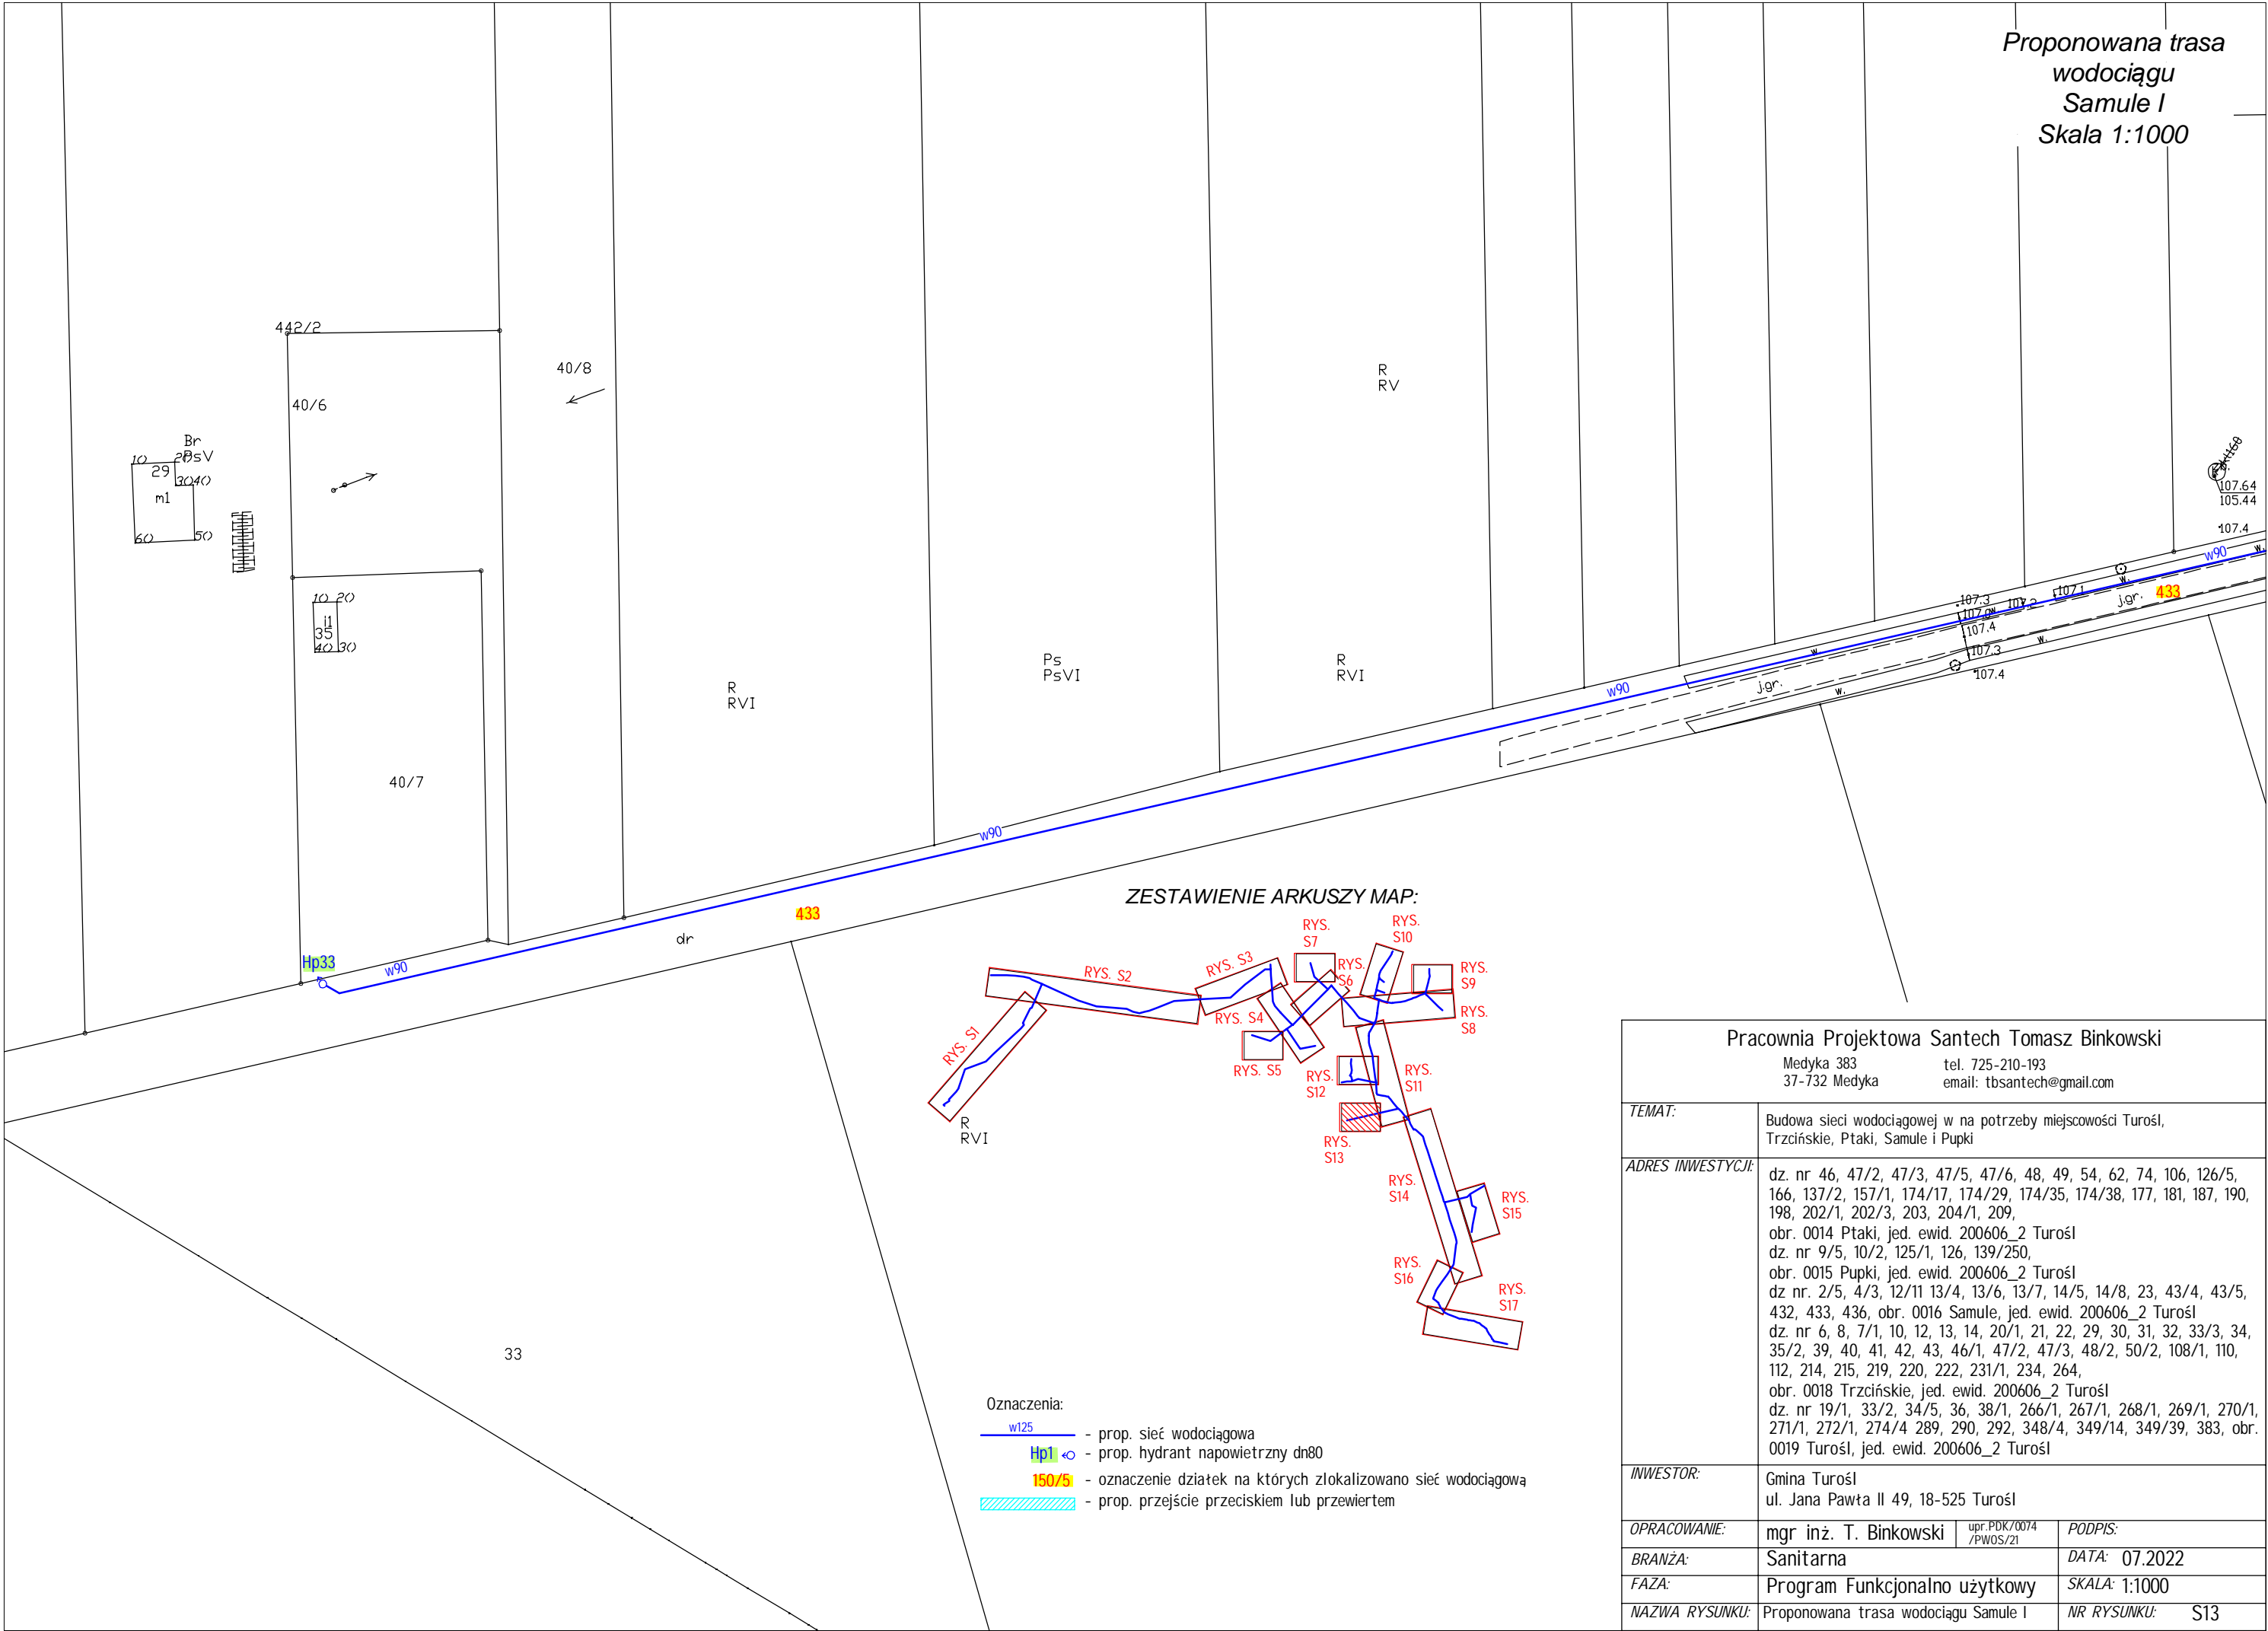 Proponowana trasa
wodociągu
Samule I
Skala 1:1000
442/2
40/8
40/6
R
RV
Br
PsV
10
20
29
30
40
m1
60
50
107.64
105.44
107.4
w90
w.
10 20
i1
35
40 30
107.3
107.2
107.1
w.
j.gr.
433
w.
107.4
107.3
w.
107.4
w.
j.gr.
w.
w90
Ps
PsVI
R
RVI
R
RVI
40/7
w90
433
dr
Hp33
w90
33
R
RVI
ZESTAWIENIE ARKUSZY MAP:
RYS.
S7
RYS.
S10
RYS. S2
RYS. S3
RYS.
S6
RYS.
S9
RYS. S4
RYS.
S8
RYS. S1
RYS. S5
RYS.
S12
RYS.
S11
RYS.
S13
RYS.
S14
RYS.
S15
RYS.
S16
RYS.
S17
Oznaczenia:
w125 - prop. sieć wodociągowa
Hp1 - prop. hydrant napowietrzny dn80
150/5 - oznaczenie działek na których zlokalizowano sieć wodociągową
- prop. przejście przeciskiem lub przewiertem
Pracownia Projektowa Santech Tomasz Binkowski
Medyka 383 tel. 725-210-193
37-732 Medyka email: tbsantech@gmail.com
TEMAT:
Budowa sieci wodociągowej w na potrzeby miejscowości Turośl,
Trzcińskie, Ptaki, Samule i Pupki
ADRES INWESTYCJI:
dz. nr 46, 47/2, 47/3, 47/5, 47/6, 48, 49, 54, 62, 74, 106, 126/5,
166, 137/2, 157/1, 174/17, 174/29, 174/35, 174/38, 177, 181, 187, 190,
198, 202/1, 202/3, 203, 204/1, 209,
obr. 0014 Ptaki, jed. ewid. 200606_2 Turośl
dz. nr 9/5, 10/2, 125/1, 126, 139/250,
obr. 0015 Pupki, jed. ewid. 200606_2 Turośl
dz nr. 2/5, 4/3, 12/11 13/4, 13/6, 13/7, 14/5, 14/8, 23, 43/4, 43/5,
432, 433, 436, obr. 0016 Samule, jed. ewid. 200606_2 Turośl
dz. nr 6, 8, 7/1, 10, 12, 13, 14, 20/1, 21, 22, 29, 30, 31, 32, 33/3, 34,
35/2, 39, 40, 41, 42, 43, 46/1, 47/2, 47/3, 48/2, 50/2, 108/1, 110,
112, 214, 215, 219, 220, 222, 231/1, 234, 264,
obr. 0018 Trzcińskie, jed. ewid. 200606_2 Turośl
dz. nr 19/1, 33/2, 34/5, 36, 38/1, 266/1, 267/1, 268/1, 269/1, 270/1,
271/1, 272/1, 274/4 289, 290, 292, 348/4, 349/14, 349/39, 383, obr.
0019 Turośl, jed. ewid. 200606_2 Turośl
INWESTOR:
Gmina Turośl
ul. Jana Pawła II 49, 18-525 Turośl
OPRACOWANIE: mgr inż. T. Binkowski upr.PDK/0074
/PWOS/21
PODPIS:
BRANŻA: Sanitarna DATA: 07.2022
FAZA: Program Funkcjonalno użytkowy SKALA: 1:1000
NAZWA RYSUNKU: Proponowana trasa wodociągu Samule I NR RYSUNKU: S13